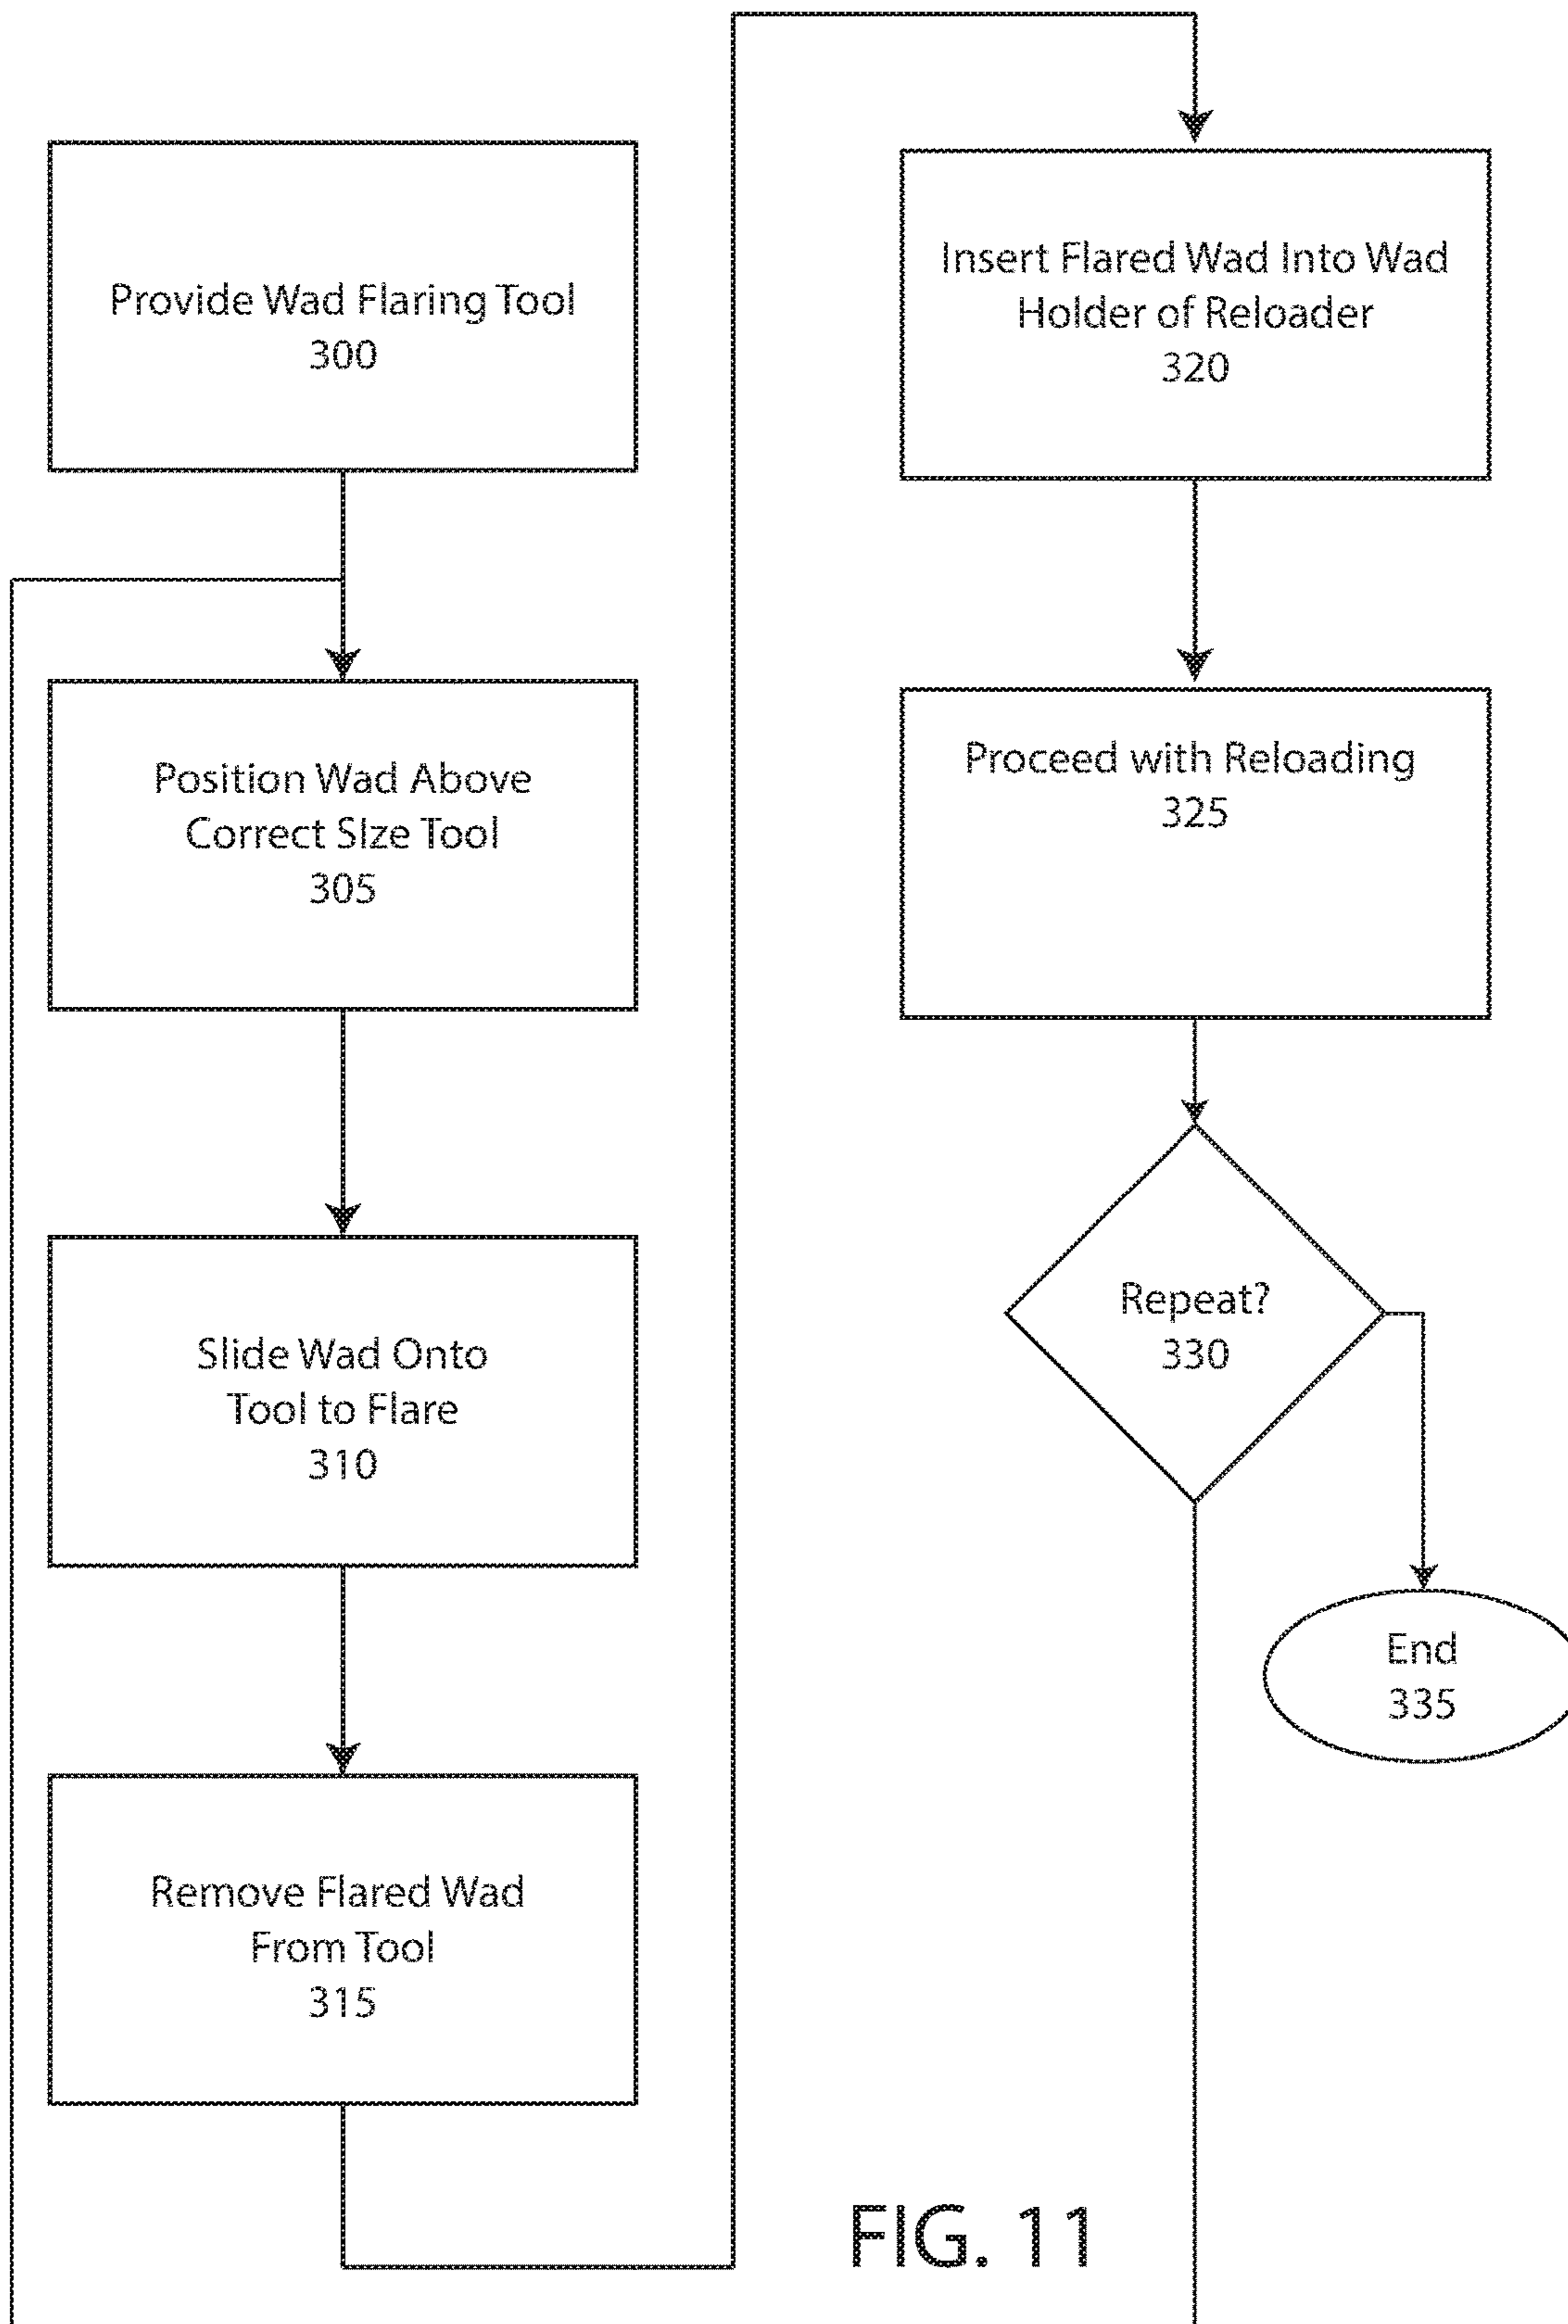 Provide Wad Flaring Tool
300
Position Wad Above
Correct SIze Tool
305
Slide Wad Onto
Tool to Flare
310
Remove Flared Wad
From Tool
315
Insert Flared Wad Into Wad
Holder of Reloader
320
Proceed with Reloading
325
Repeat?
330
End
335
FIG. 11